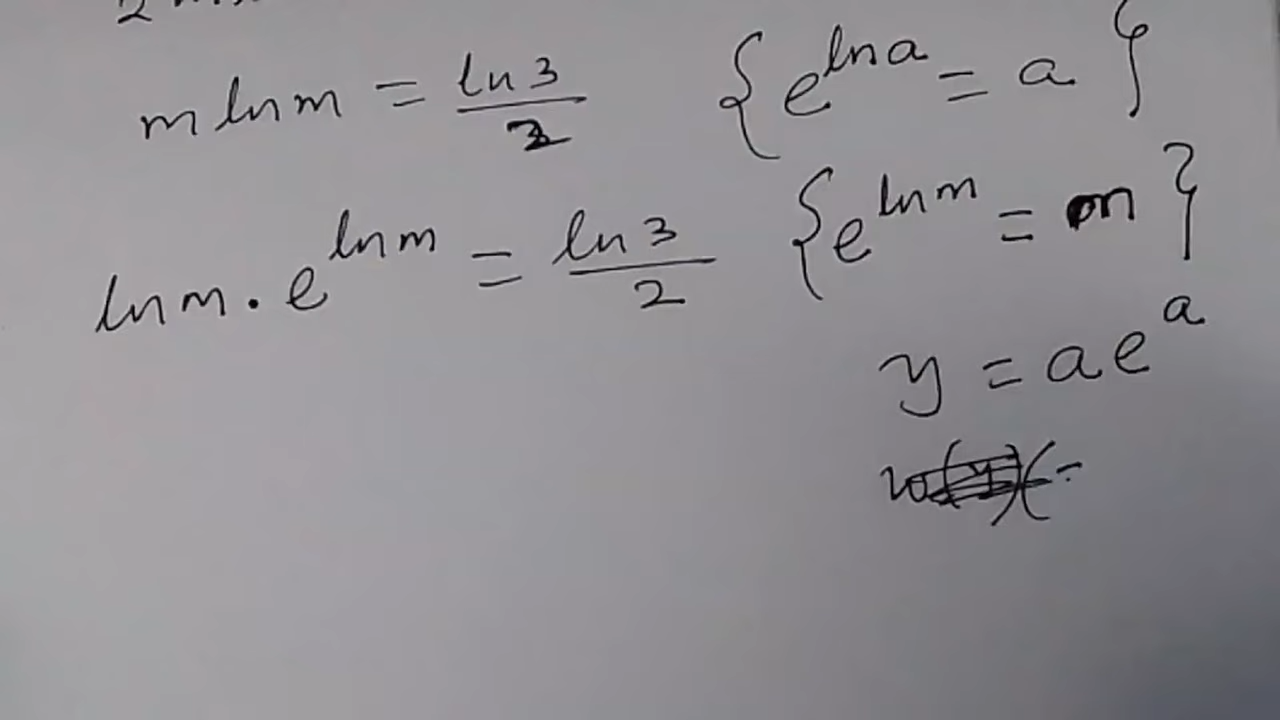 m ln m = ln 3 / 2 { e^{ln a} = a }
ln m . e^{ln m} = ln 3 / 2 { e^{ln m} = m }
y = a e^a